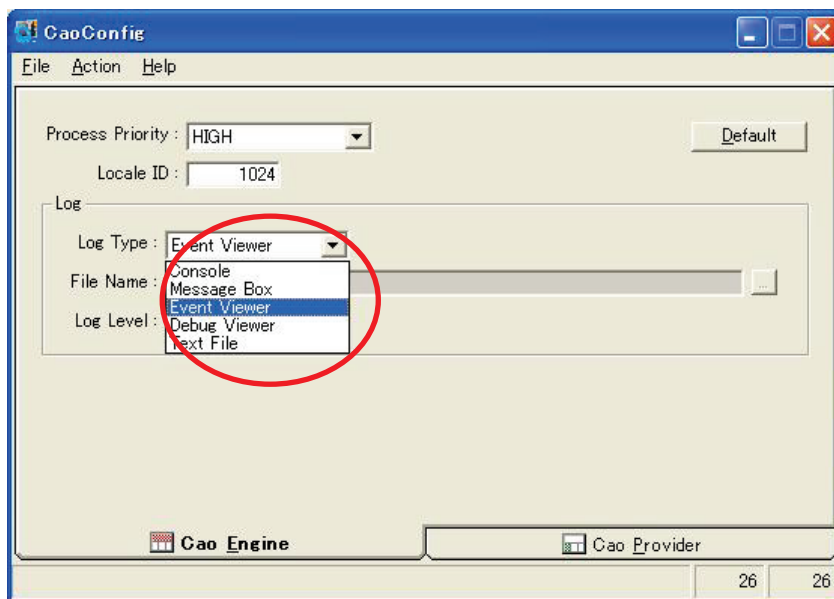 CaoConfig
File Action Help
Process Priority : HIGH
Default
Locale ID : 1024
Log
Log Type : Event Viewer
Console
File Name : ...
Message Box
Event Viewer
Log Level :
Debug Viewer
Text File
Cao Engine
Cao Provider
26 26